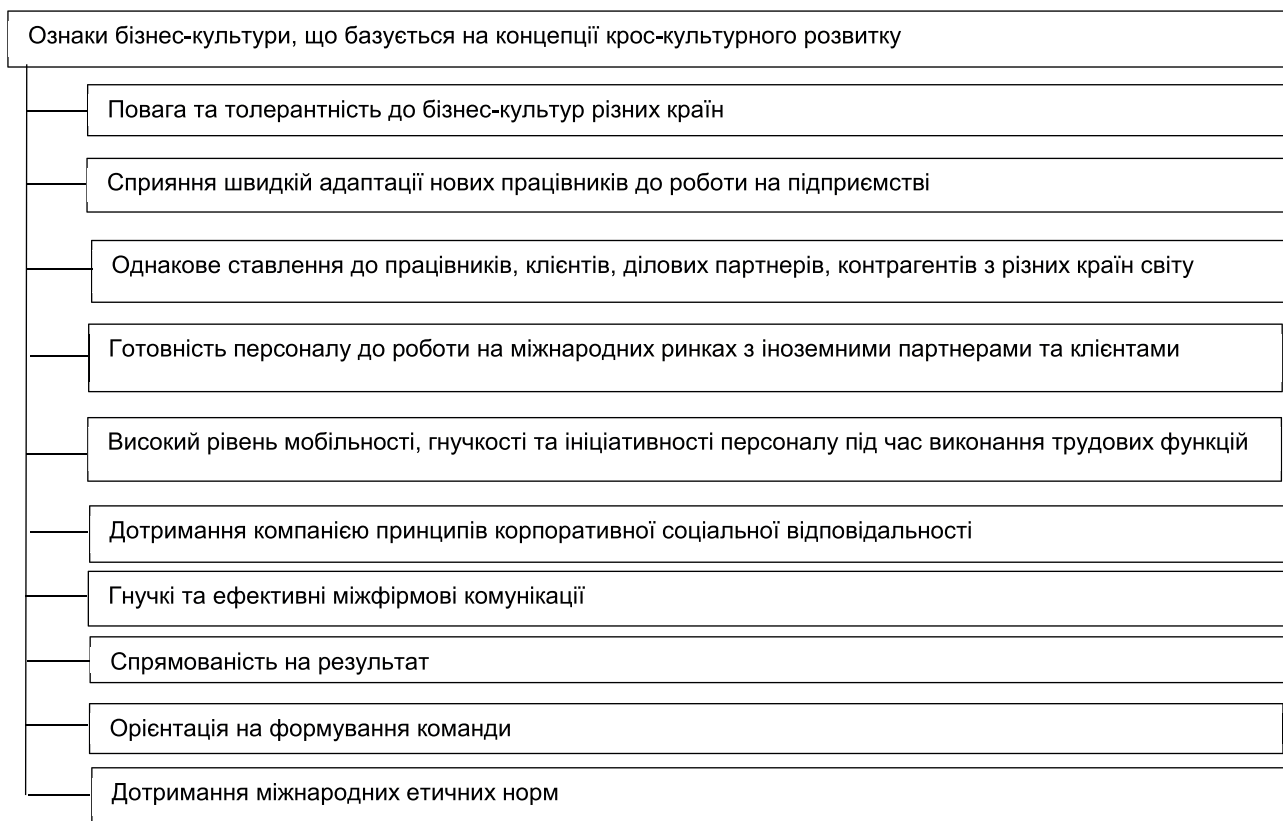 Ознаки бізнес-культури, що базується на концепції крос-культурного розвитку
Повага та толерантність до бізнес-культур різних країн
Сприяння швидкій адаптації нових працівників до роботи на підприємстві
Однакове ставлення до працівників, клієнтів, ділових партнерів, контрагентів з різних країн світу
Готовність персоналу до роботи на міжнародних ринках з іноземними партнерами та клієнтами
Високий рівень мобільності, гнучкості та ініціативності персоналу під час виконання трудових функцій
Дотримання компанією принципів корпоративної соціальної відповідальності
Гнучкі та ефективні міжфірмові комунікації
Спрямованість на результат
Орієнтація на формування команди
Дотримання міжнародних етичних норм